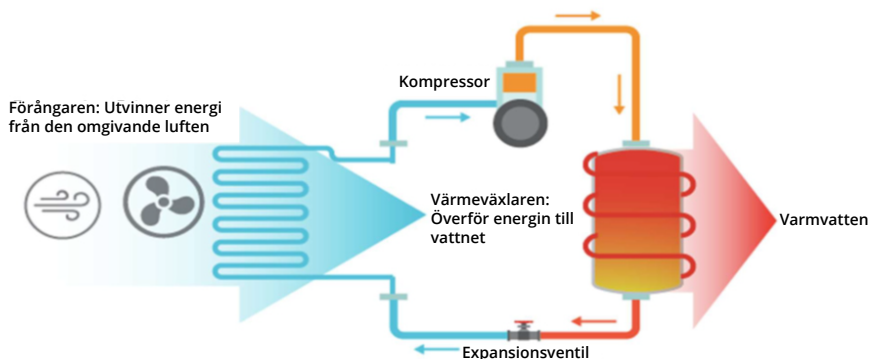 Kompressor
Förångaren: Utvinner energi
från den omgivande luften
Värmeväxlaren:
Överför energin till
vattnet
Varmvatten
Expansionsventil